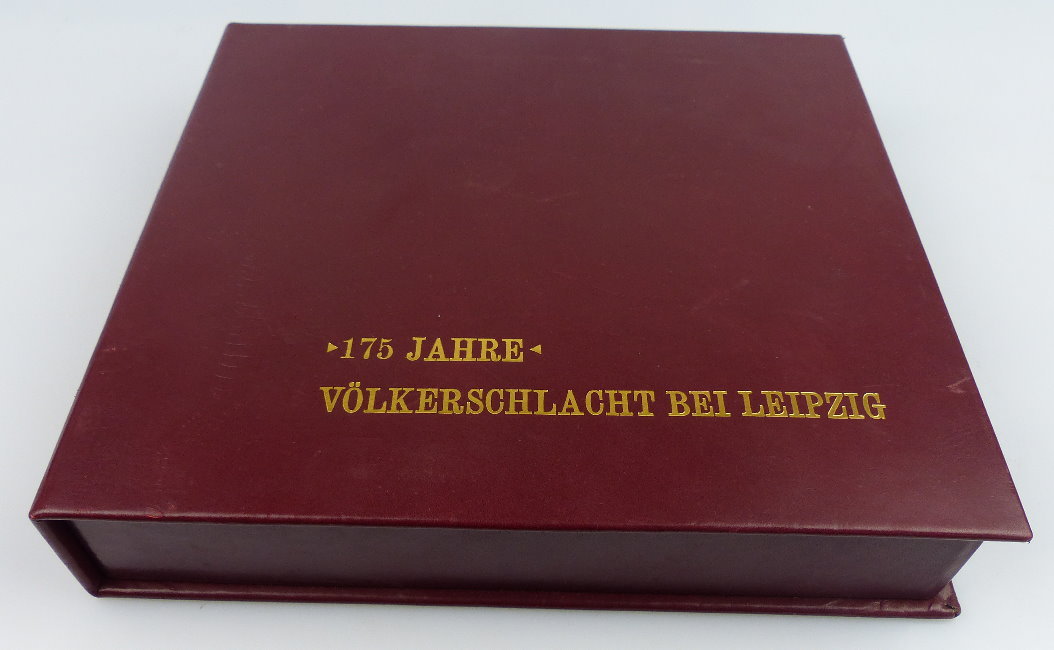 ▸175 JAHRE◂
VÖLKERSCHLACHT BEI LEIPZIG